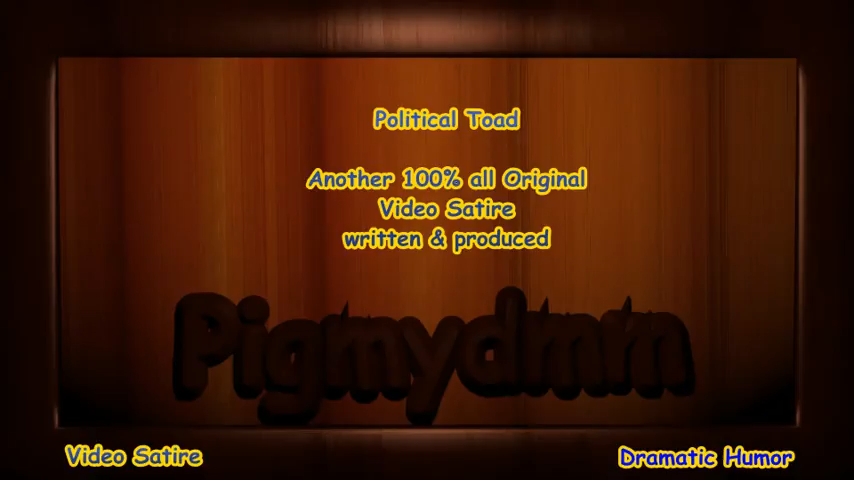 Political Toad
Another 100% all Original
Video Satire
written & produced
Pigmydmm
Video Satire
Dramatic Humor